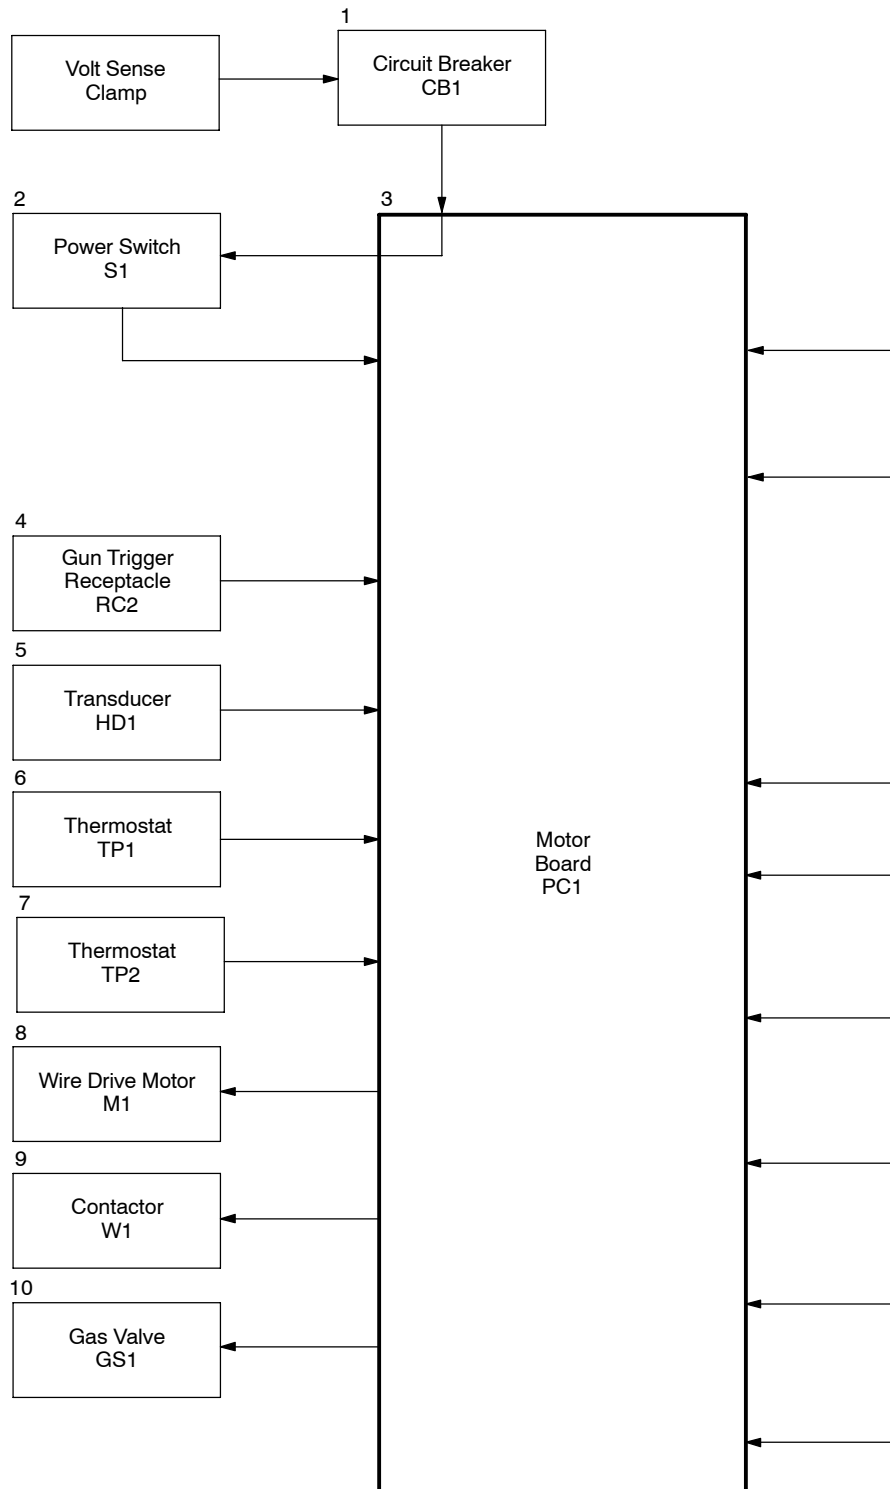 1
Volt Sense
Clamp
Circuit Breaker
CB1
2
Power Switch
S1
3
4
Gun Trigger
Receptacle
RC2
5
Transducer
HD1
6
Thermostat
TP1
7
Thermostat
TP2
8
Wire Drive Motor
M1
9
Contactor
W1
10
Gas Valve
GS1
Motor
Board
PC1